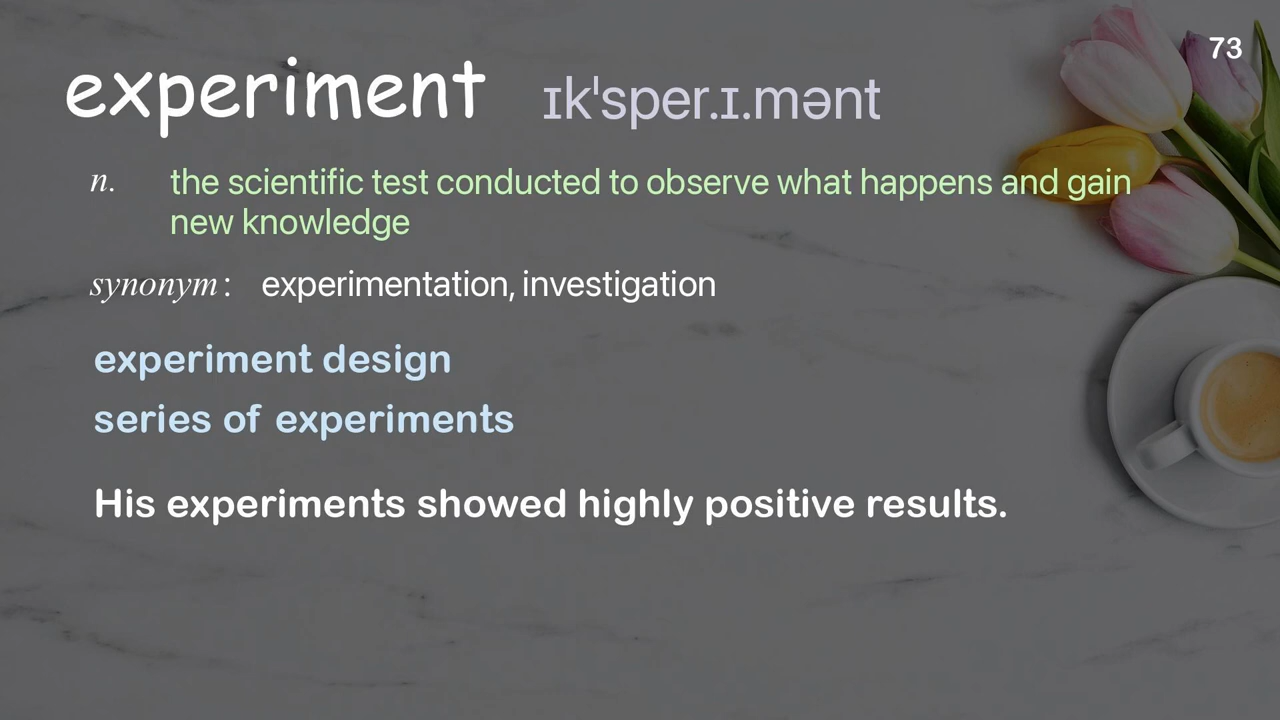 73
experiment ɪkˈsper.ɪ.mənt
n. the scientific test conducted to observe what happens and gain
new knowledge
synonym : experimentation, investigation
experiment design
series of experiments
His experiments showed highly positive results.